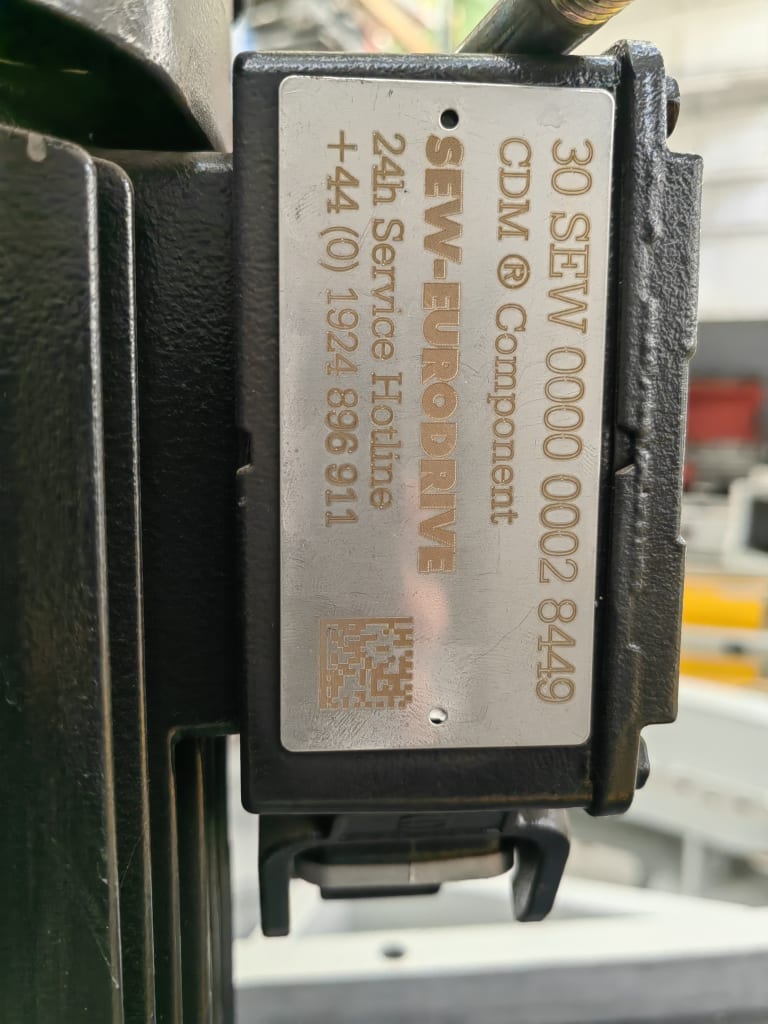 30 SEW 0000 0002 8449
CDM ® Component
SEW-EURODRIVE
24h Service Hotline
+44 (0) 1924 896 911